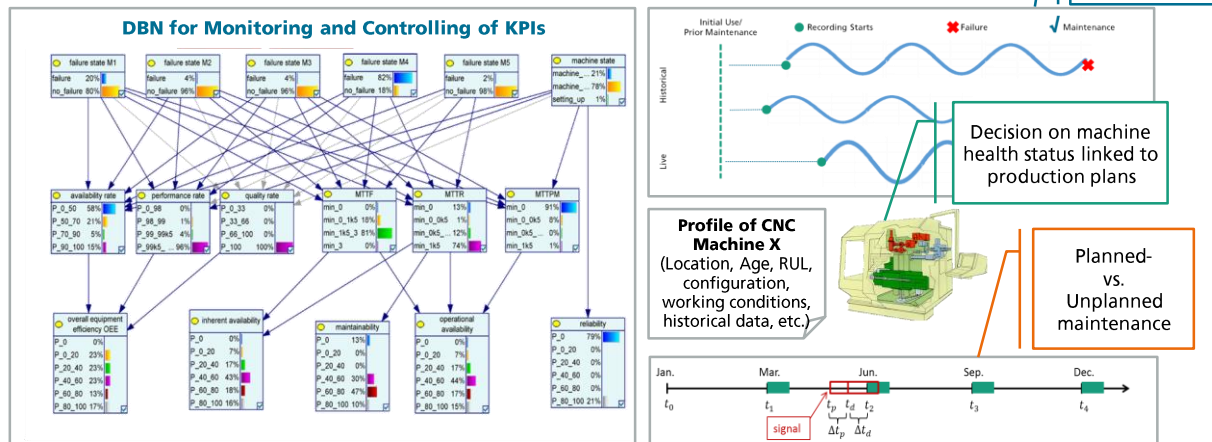 DBN for Monitoring and Controlling of KPIs
failure state M1
failure 20%
no_failure 80%
failure state M2
failure 4%
no_failure 96%
failure state M3
failure 4%
no_failure 96%
failure state M4
failure 82%
no_failure 18%
failure state M5
failure 2%
no_failure 98%
machine state
machine_... 21%
machine_... 78%
setting_up 1%
availability rate
P_0_50 58%
P_50_70 21%
P_70_90 5%
P_90_100 15%
performance rate
P_0_98 0%
P_98_99 1%
P_99_99k5 4%
P_99k5_... 96%
quality rate
P_0_33 0%
P_33_66 0%
P_66_100 0%
P_100 100%
MTTF
min_0 0%
min_0_1k5 18%
min_1k5_3 81%
min_3 0%
MTTR
min_0 13%
min_0_0k5 1%
min_0k5_... 12%
min_1k5 74%
MTTPM
min_0 91%
min_0_0k5 8%
min_0k5_... 0%
min_1k5 1%
overall equipment
efficiency OEE
P_0 0%
P_0_20 23%
P_20_40 23%
P_40_60 23%
P_60_80 13%
P_80_100 17%
inherent availability
P_0 0%
P_0_20 7%
P_20_40 17%
P_40_60 43%
P_60_80 18%
P_80_100 16%
maintainability
P_0 13%
P_0_20 0%
P_20_40 0%
P_40_60 30%
P_60_80 47%
P_80_100 10%
operational
availability
P_0 0%
P_0_20 7%
P_20_40 17%
P_40_60 44%
P_60_80 17%
P_80_100 15%
reliability
P_0 79%
P_0_20 0%
P_20_40 0%
P_40_60 0%
P_60_80 0%
P_80_100 21%
Initial Use/
Prior Maintenance
Recording Starts
Failure
Maintenance
Historical
Live
Decision on machine
health status linked to
production plans
Profile of CNC
Machine X
(Location, Age, RUL,
configuration,
working conditions,
historical data, etc.)
Planned-
vs.
Unplanned
maintenance
Jan. Mar. Jun. Sep. Dec.
t0 t1 tp td t2 t3 t4
signal
Δtp Δtd